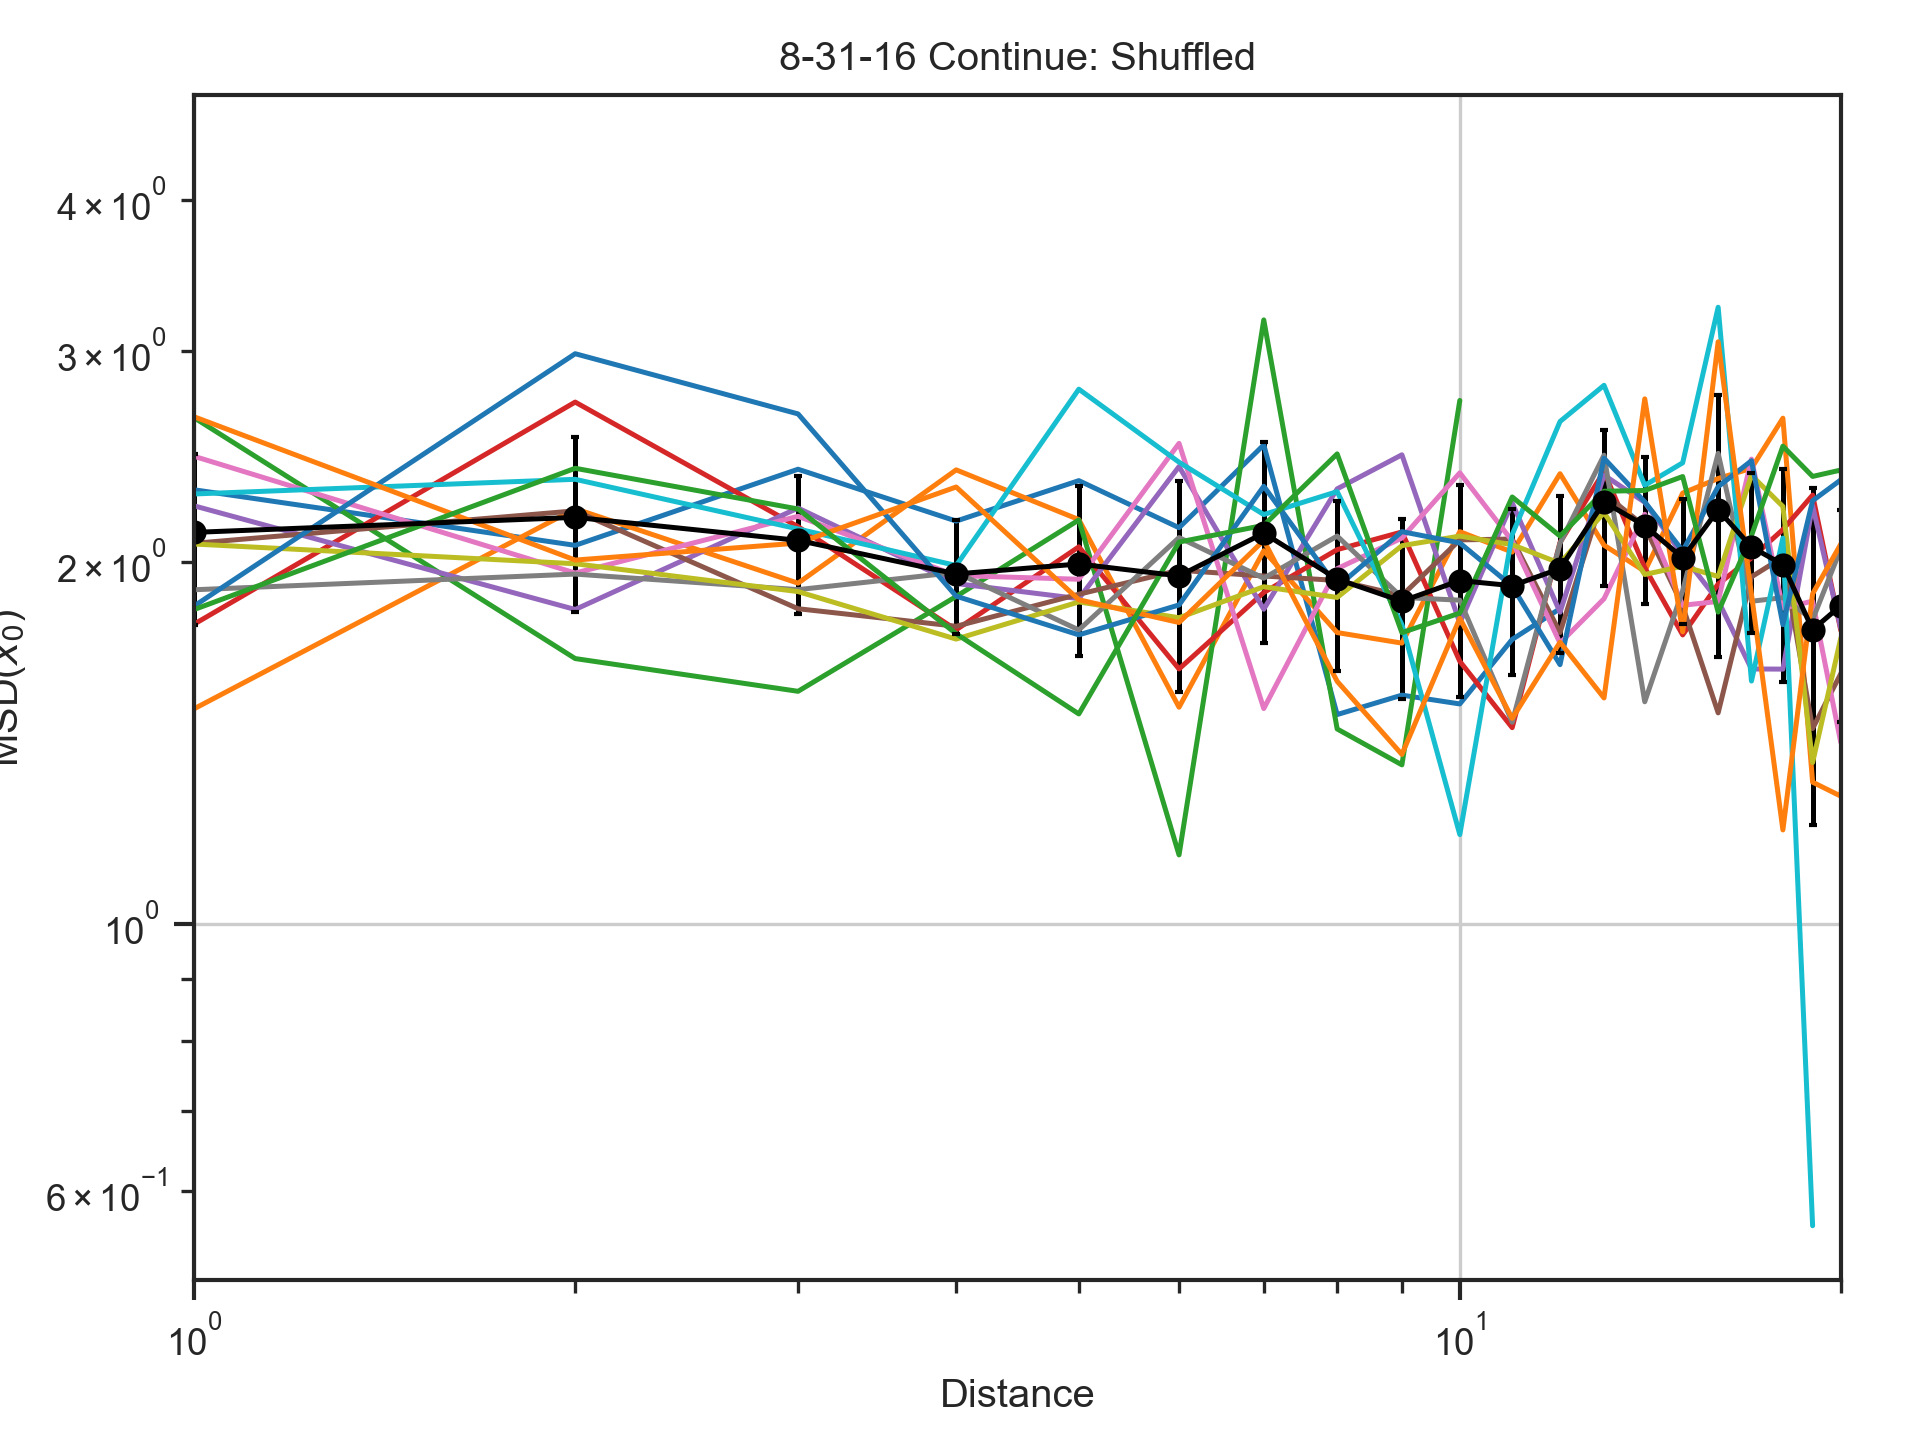 8-31-16 Continue: Shuffled
4 × 10⁰
3 × 10⁰
2 × 10⁰
10⁰
6 × 10⁻¹
MSD(x₀)
10⁰ 10¹
Distance